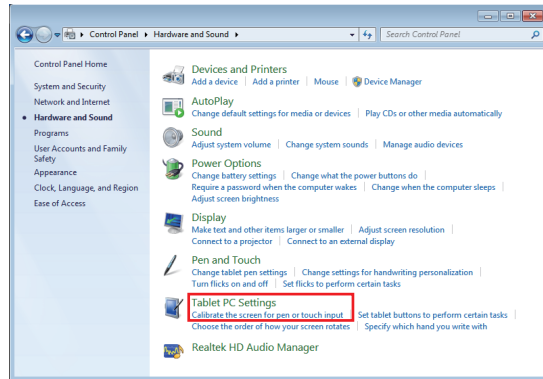 Control Panel ▸ Hardware and Sound ▸ Search Control Panel
Control Panel Home
System and Security
Network and Internet
Hardware and Sound
Programs
User Accounts and Family
Safety
Appearance
Clock, Language, and Region
Ease of Access
Devices and Printers
Add a device | Add a printer | Mouse | Device Manager
AutoPlay
Change default settings for media or devices | Play CDs or other media automatically
Sound
Adjust system volume | Change system sounds | Manage audio devices
Power Options
Change battery settings | Change what the power buttons do |
Require a password when the computer wakes | Change when the computer sleeps |
Adjust screen brightness
Display
Make text and other items larger or smaller | Adjust screen resolution |
Connect to a projector | Connect to an external display
Pen and Touch
Change tablet pen settings | Change settings for handwriting personalization |
Turn flicks on and off | Set flicks to perform certain tasks
Tablet PC Settings
Calibrate the screen for pen or touch input | Set tablet buttons to perform certain tasks |
Choose the order of how your screen rotates | Specify which hand you write with
Realtek HD Audio Manager